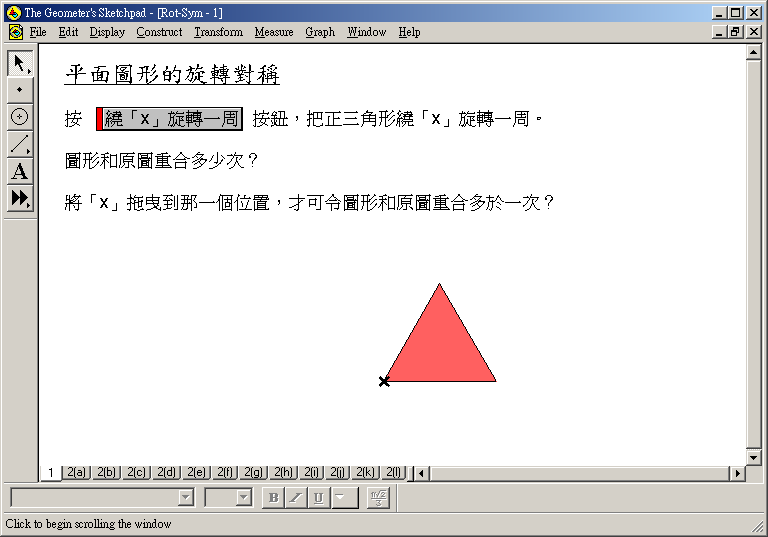 The Geometer's Sketchpad - [Rot-Sym - 1]
File Edit Display Construct Transform Measure Graph Window Help
平面圖形的旋轉對稱
按 繞「x」旋轉一周 按鈕，把正三角形繞「x」旋轉一周。
圖形和原圖重合多少次？
將「x」拖曳到那一個位置，才可令圖形和原圖重合多於一次？
A
1 2(a) 2(b) 2(c) 2(d) 2(e) 2(f) 2(g) 2(h) 2(i) 2(j) 2(k) 2(l)
B I U
Click to begin scrolling the window